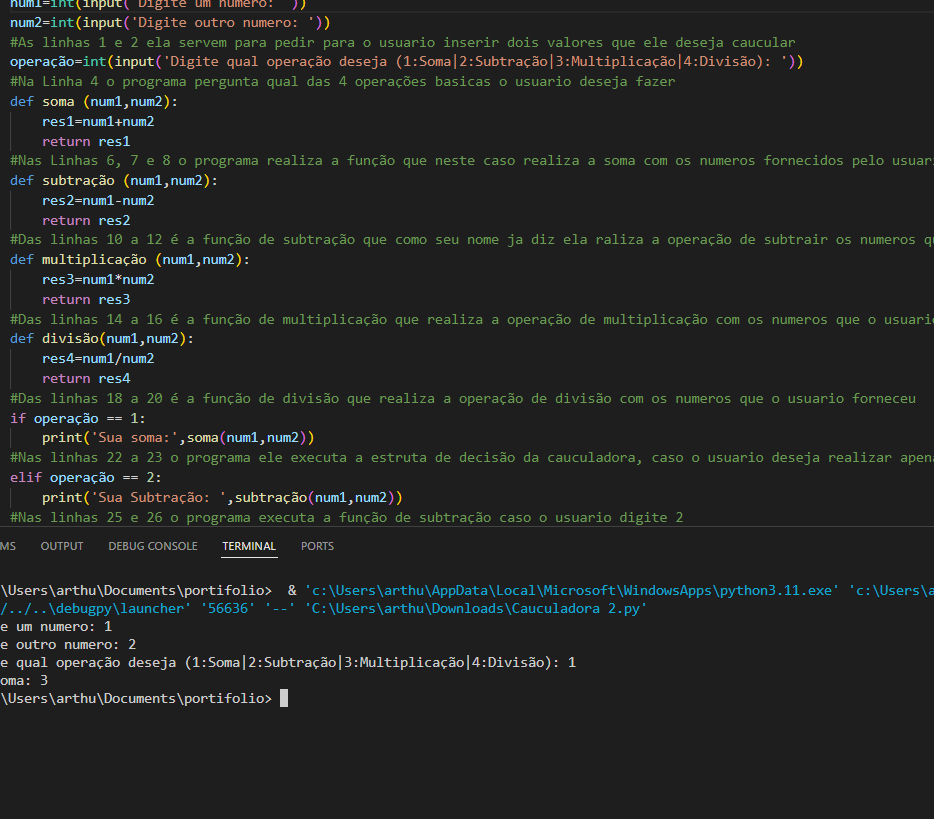 num1=int(input('Digite um numero: '))
num2=int(input('Digite outro numero: '))
#As linhas 1 e 2 ela servem para pedir para o usuario inserir dois valores que ele deseja caucular
operação=int(input('Digite qual operação deseja (1:Soma|2:Subtração|3:Multiplicação|4:Divisão): '))
#Na Linha 4 o programa pergunta qual das 4 operações basicas o usuario deseja fazer
def soma (num1,num2):
    res1=num1+num2
    return res1
#Nas Linhas 6, 7 e 8 o programa realiza a função que neste caso realiza a soma com os numeros fornecidos pelo usuar
def subtração (num1,num2):
    res2=num1-num2
    return res2
#Das linhas 10 a 12 é a função de subtração que como seu nome ja diz ela raliza a operação de subtrair os numeros q
def multiplicação (num1,num2):
    res3=num1*num2
    return res3
#Das linhas 14 a 16 é a função de multiplicação que realiza a operação de multiplicação com os numeros que o usuari
def divisão(num1,num2):
    res4=num1/num2
    return res4
#Das linhas 18 a 20 é a função de divisão que realiza a operação de divisão com os numeros que o usuario forneceu
if operação == 1:
    print('Sua soma:',soma(num1,num2))
#Nas linhas 22 a 23 o programa ele executa a estruta de decisão da cauculadora, caso o usuario deseja realizar apen
elif operação == 2:
    print('Sua Subtração: ',subtração(num1,num2))
#Nas linhas 25 e 26 o programa executa a função de subtração caso o usuario digite 2
MS OUTPUT DEBUG CONSOLE TERMINAL PORTS
\Users\arthu\Documents\portifolio>  & 'c:\Users\arthu\AppData\Local\Microsoft\WindowsApps\python3.11.exe' 'c:\Users\a
/../..\debugpy\launcher' '56636' '--' 'C:\Users\arthu\Downloads\Cauculadora 2.py'
e um numero: 1
e outro numero: 2
e qual operação deseja (1:Soma|2:Subtração|3:Multiplicação|4:Divisão): 1
oma: 3
\Users\arthu\Documents\portifolio>